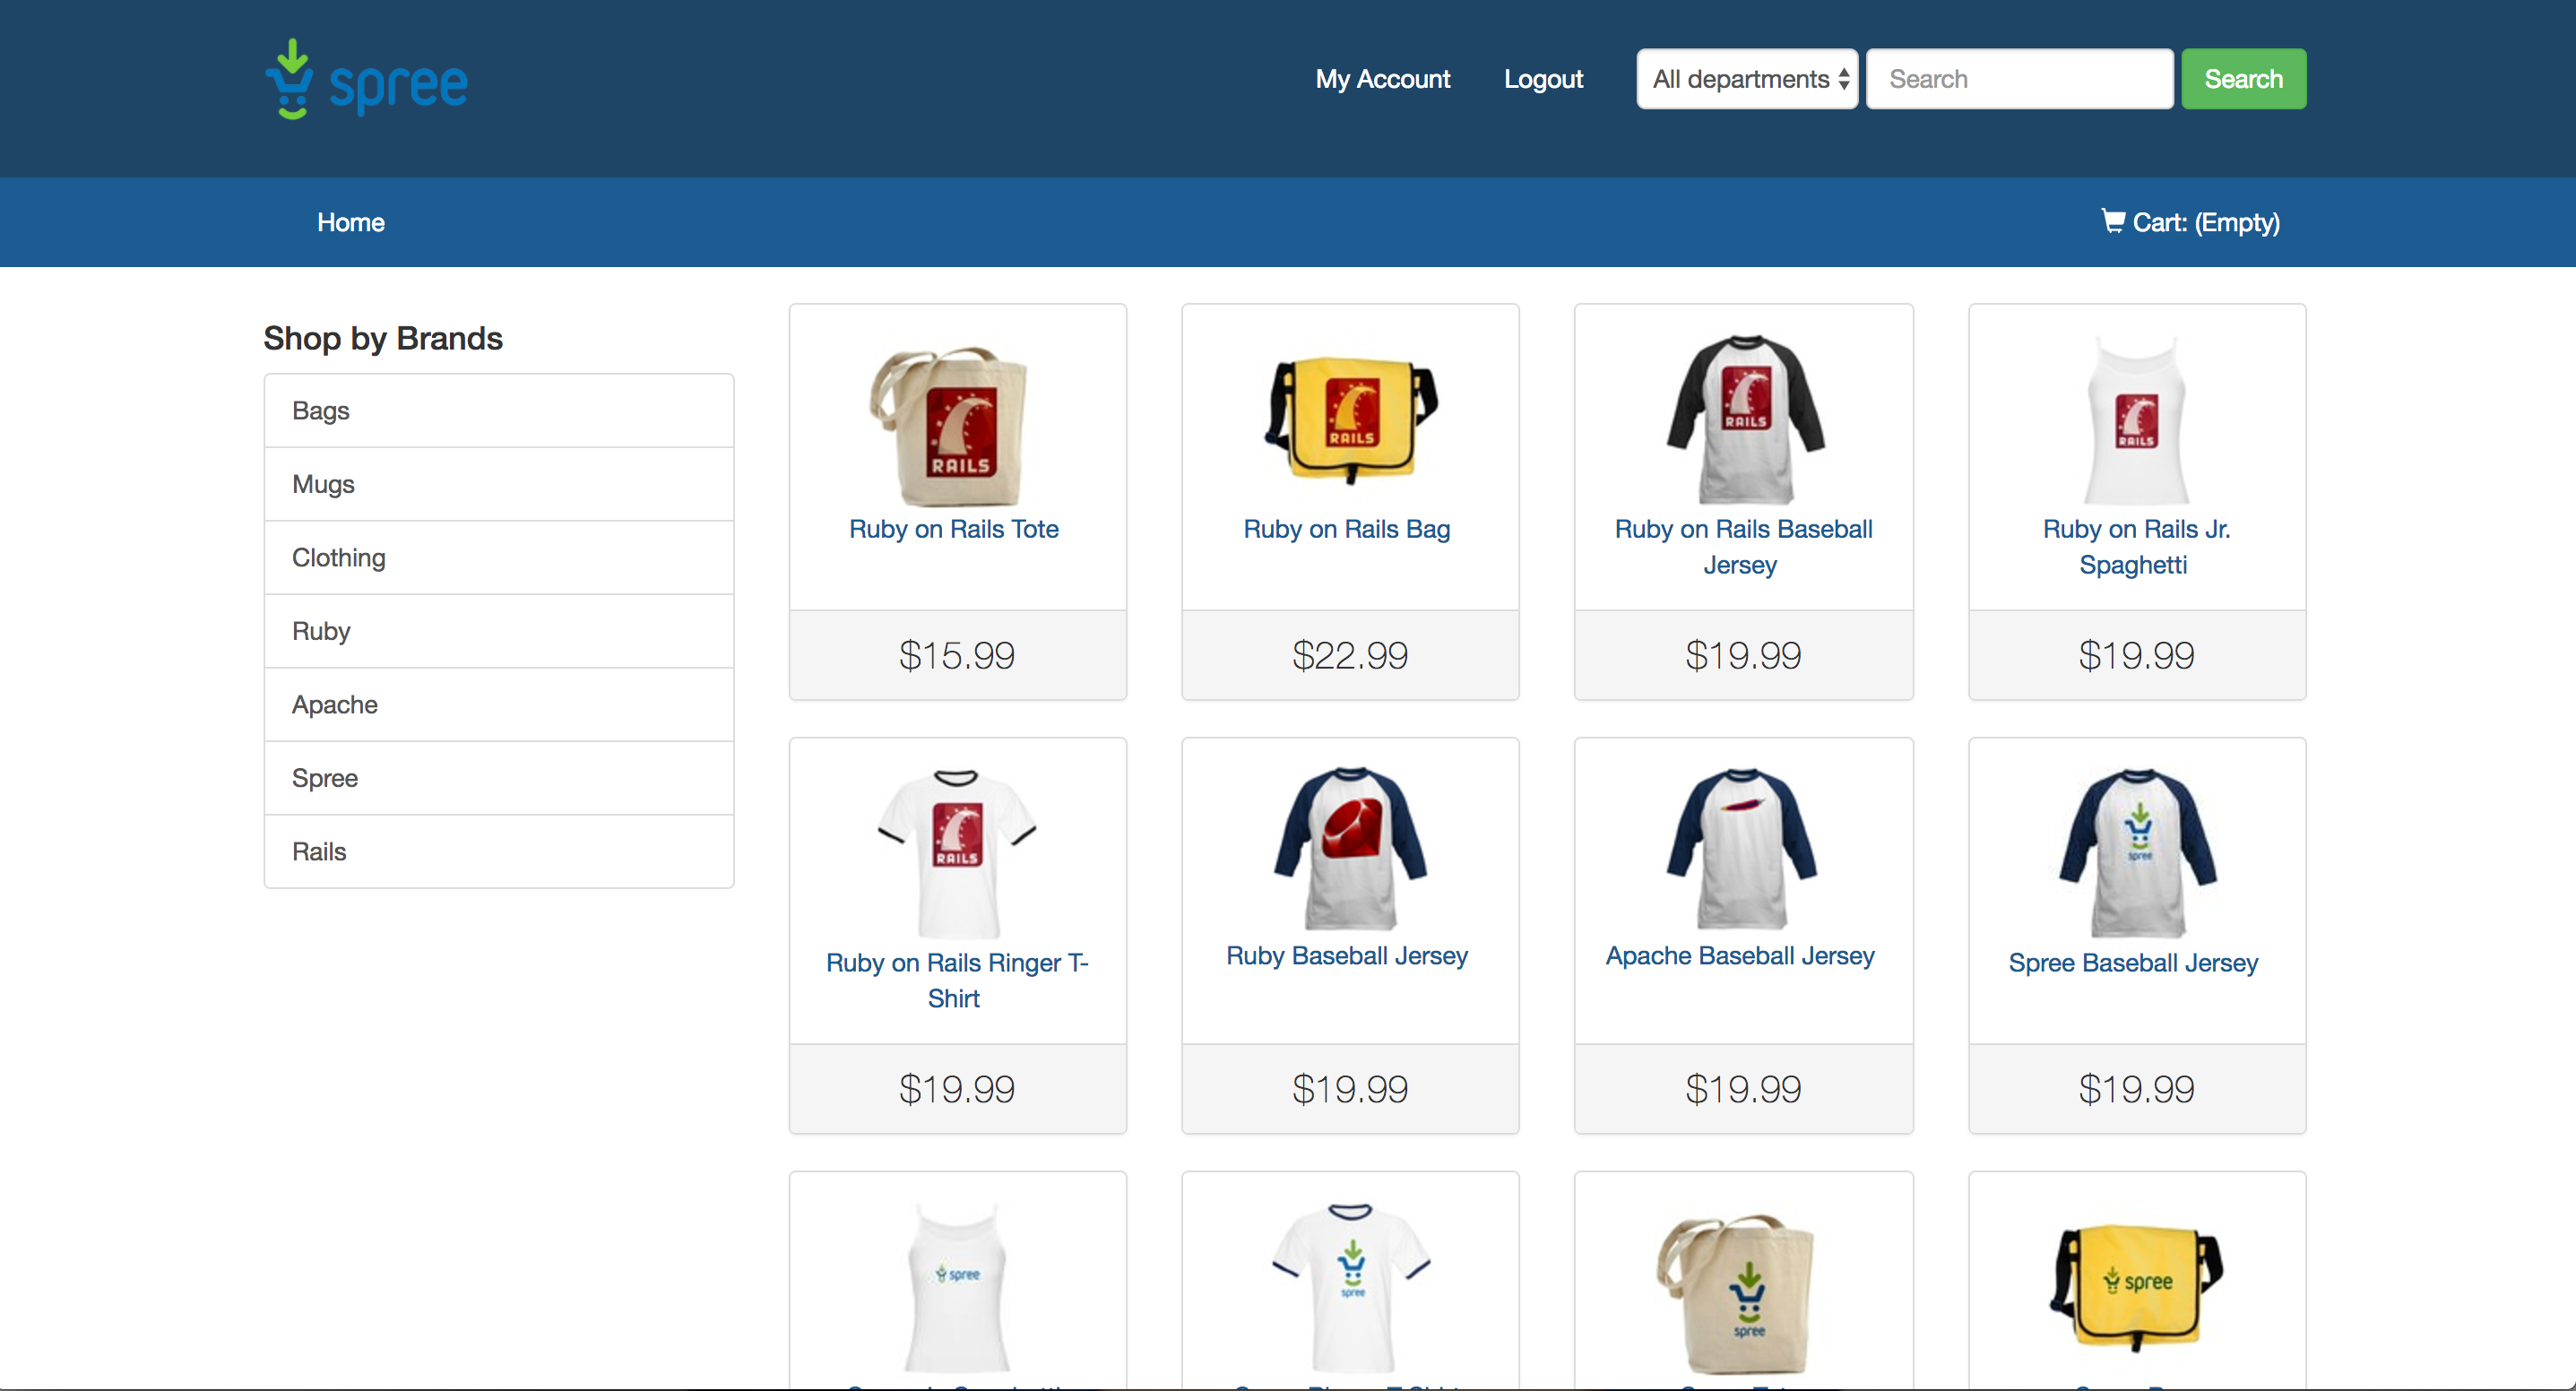 spree
My Account
Logout
All departments
Search
Search
Home
Cart: (Empty)
Shop by Brands
Bags
Mugs
Clothing
Ruby
Apache
Spree
Rails
RAILS
RAILS
RAILS
RAILS
Ruby on Rails Tote
Ruby on Rails Bag
Ruby on Rails Baseball
Jersey
Ruby on Rails Jr.
Spaghetti
$15.99
$22.99
$19.99
$19.99
RAILS
spree
Ruby on Rails Ringer T-
Shirt
Ruby Baseball Jersey
Apache Baseball Jersey
Spree Baseball Jersey
$19.99
$19.99
$19.99
$19.99
spree
spree
spree
spree